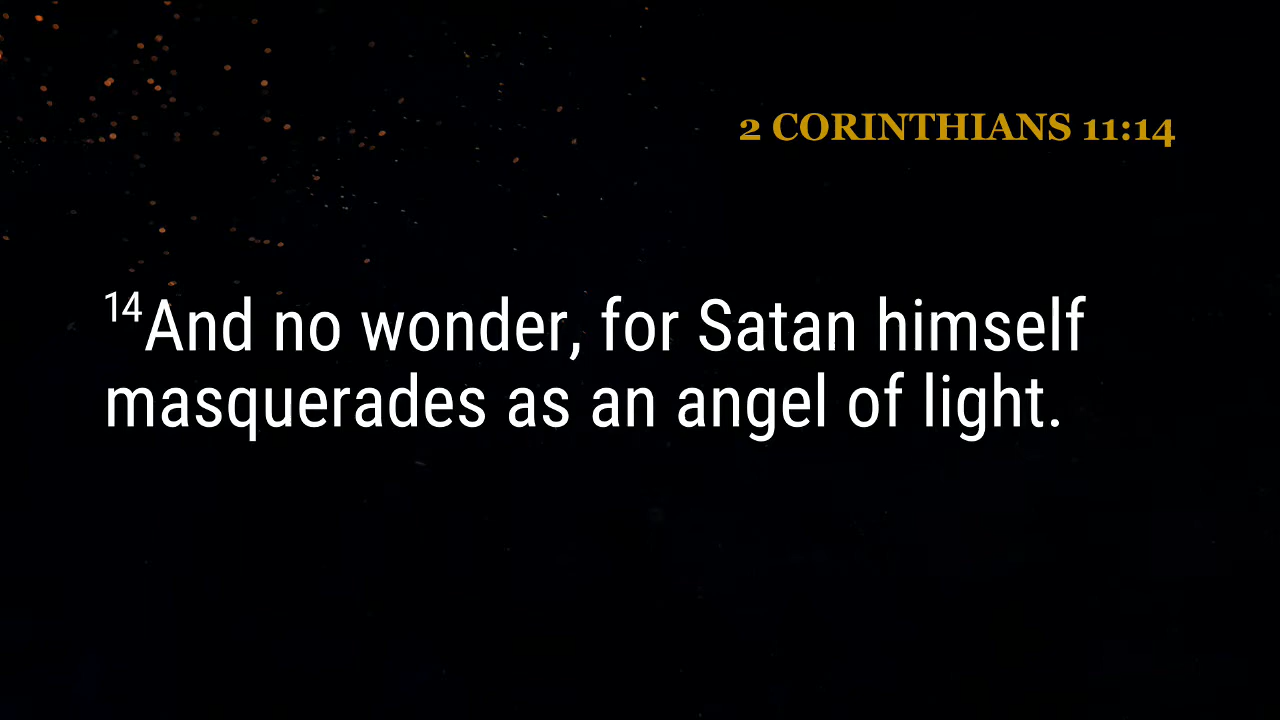 2 CORINTHIANS 11:14
14And no wonder, for Satan himself
masquerades as an angel of light.